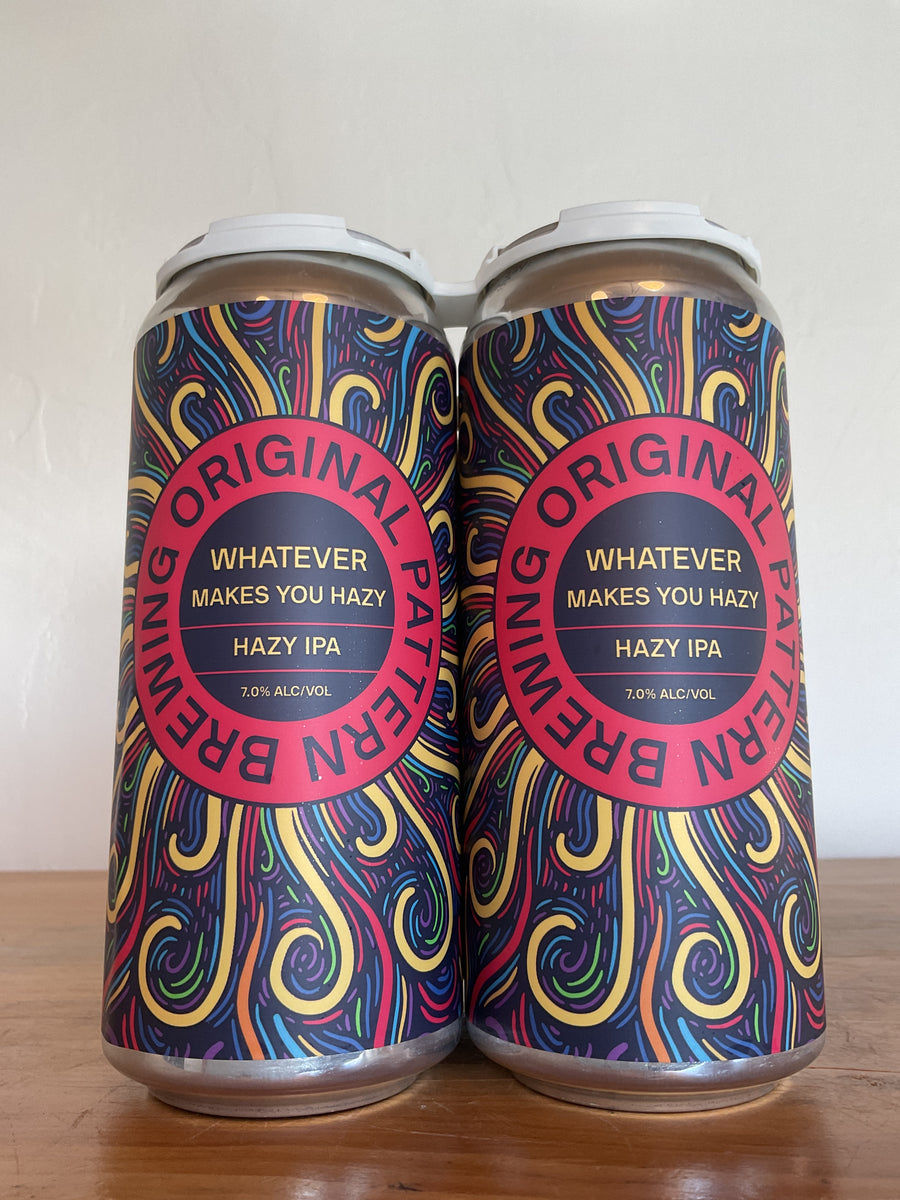 ORIGINAL PATTERN BREWING
WHATEVER
MAKES YOU HAZY
HAZY IPA
7.0% ALC/VOL
ORIGINAL PATTERN BREWING
WHATEVER
MAKES YOU HAZY
HAZY IPA
7.0% ALC/VOL